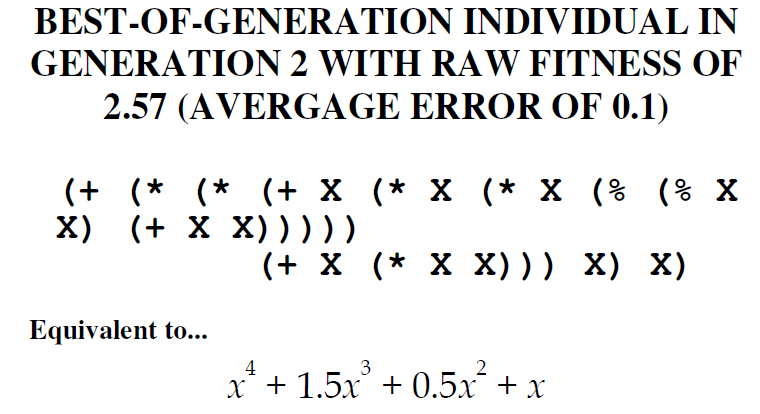 BEST-OF-GENERATION INDIVIDUAL IN
GENERATION 2 WITH RAW FITNESS OF
2.57 (AVERGAGE ERROR OF 0.1)
(+ (* (* (+ X (* X (* X (% (% X
X) (+ X X)))))
(+ X (* X X))) X) X)
Equivalent to...
x⁴ + 1.5x³ + 0.5x² + x